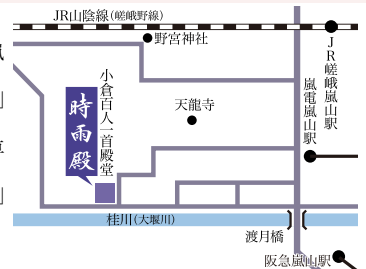 JR山陰線(嵯峨野線)
野宮神社
JR嵯峨嵐山駅
小倉百人一首殿堂
時雨殿
天龍寺
嵐電嵐山駅
桂川(大堰川)
渡月橋
阪急嵐山駅